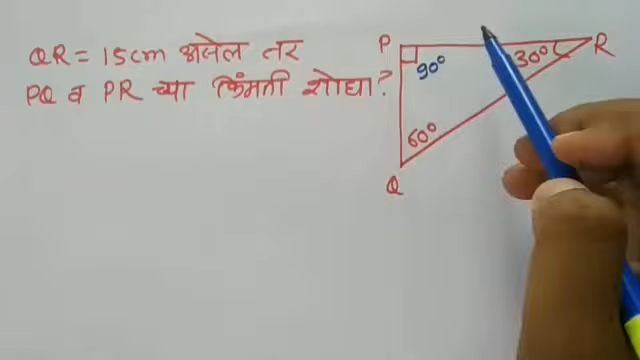 QR = 15cm असेल तर
PQ व PR च्या किंमती शोधा?
P
90°
30°
R
60°
Q